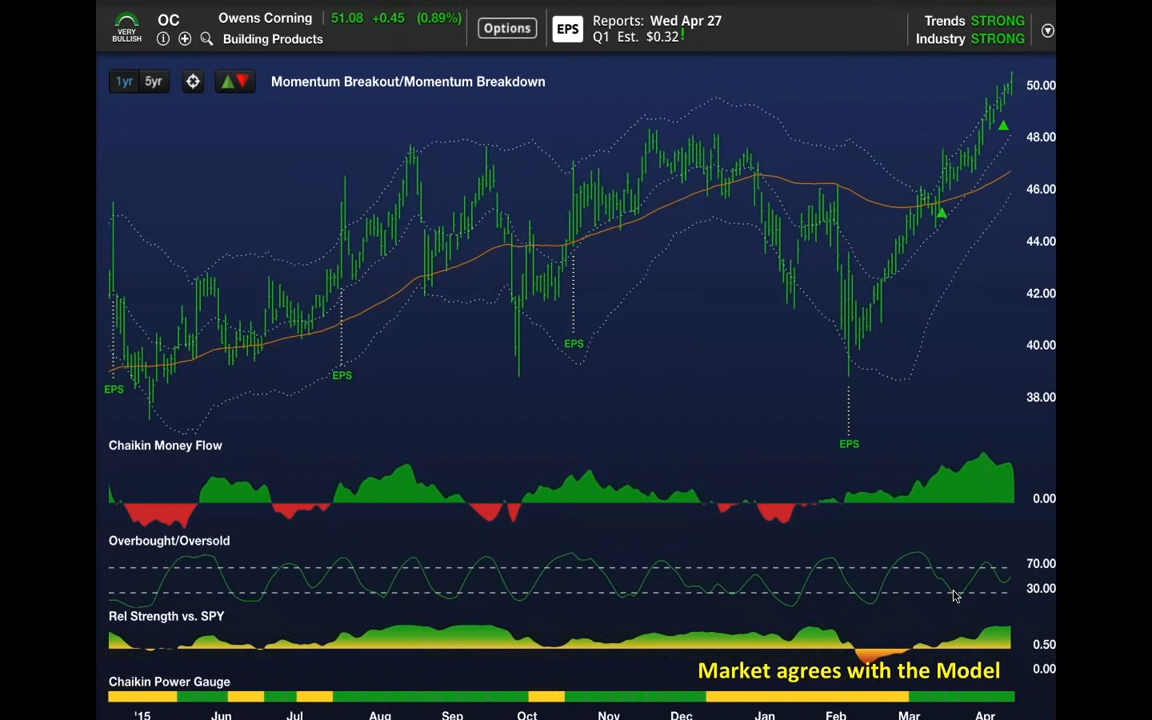 OC
Owens Corning
51.08 +0.45 (0.89%)
VERY
BULLISH
Building Products
Options
EPS
Reports: Wed Apr 27
Q1 Est. $0.32!
Trends STRONG
Industry STRONG
1yr 5yr
Momentum Breakout/Momentum Breakdown
50.00
48.00
46.00
44.00
42.00
40.00
38.00
EPS
EPS
EPS
EPS
Chaikin Money Flow
0.00
Overbought/Oversold
70.00
30.00
Rel Strength vs. SPY
0.50
0.00
Market agrees with the Model
Chaikin Power Gauge
'15 Jun Jul Aug Sep Oct Nov Dec Jan Feb Mar Apr